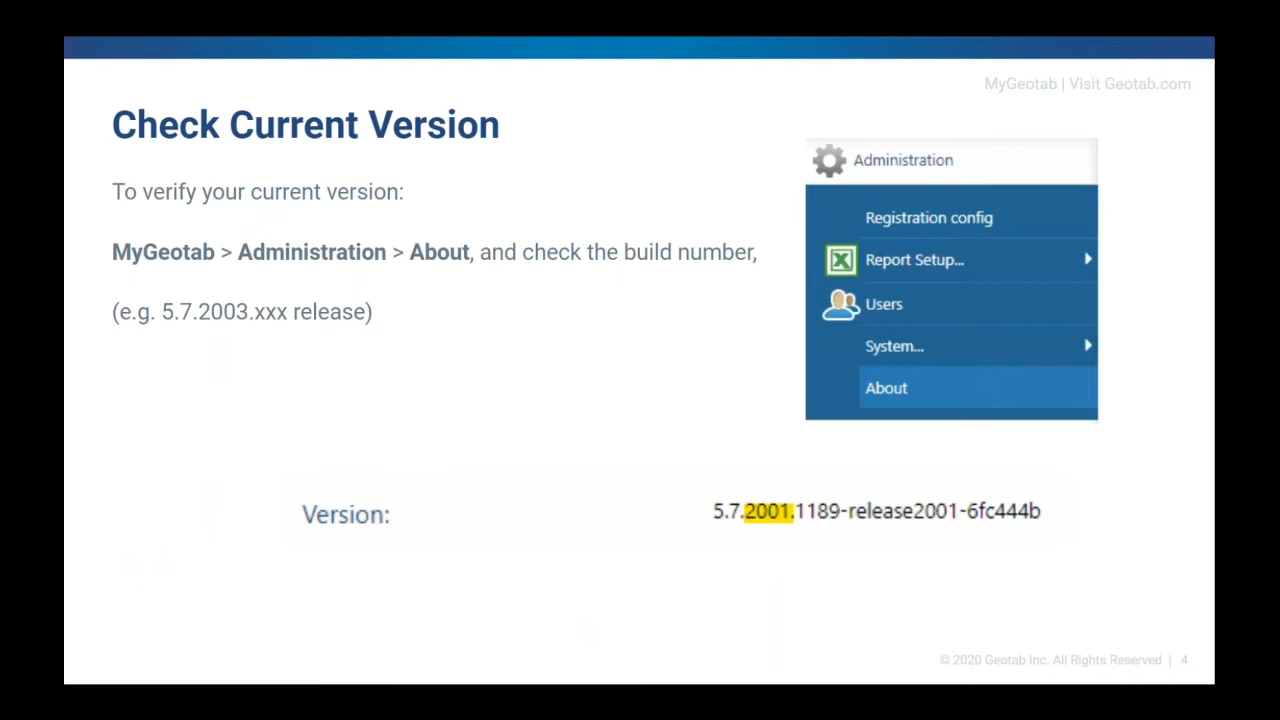 MyGeotab | Visit Geotab.com
Check Current Version
To verify your current version:
MyGeotab > Administration > About, and check the build number,
(e.g. 5.7.2003.xxx release)
Administration
Registration config
Report Setup...
Users
System...
About
Version: 5.7.2001.1189-release2001-6fc444b
© 2020 Geotab Inc. All Rights Reserved | 4